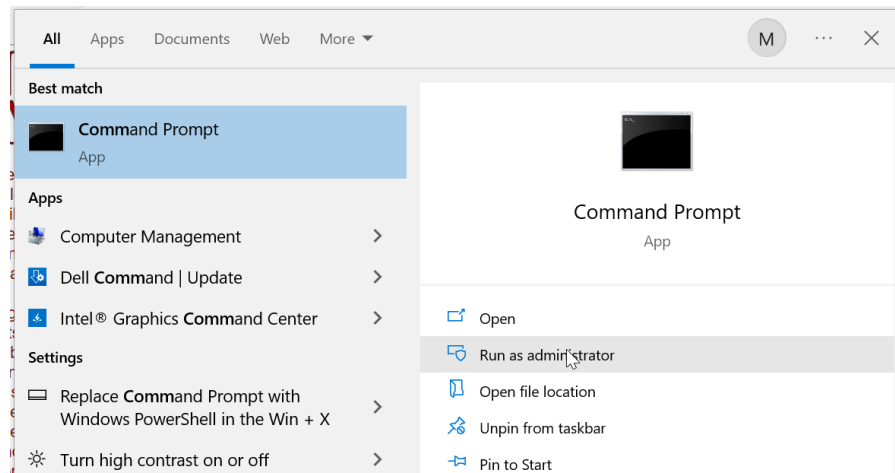 All Apps Documents Web More M ...
Best match
Command Prompt
App
Apps
Computer Management
Dell Command | Update
Intel® Graphics Command Center
Settings
Replace Command Prompt with
Windows PowerShell in the Win + X
Turn high contrast on or off
Command Prompt
App
Open
Run as administrator
Open file location
Unpin from taskbar
Pin to Start